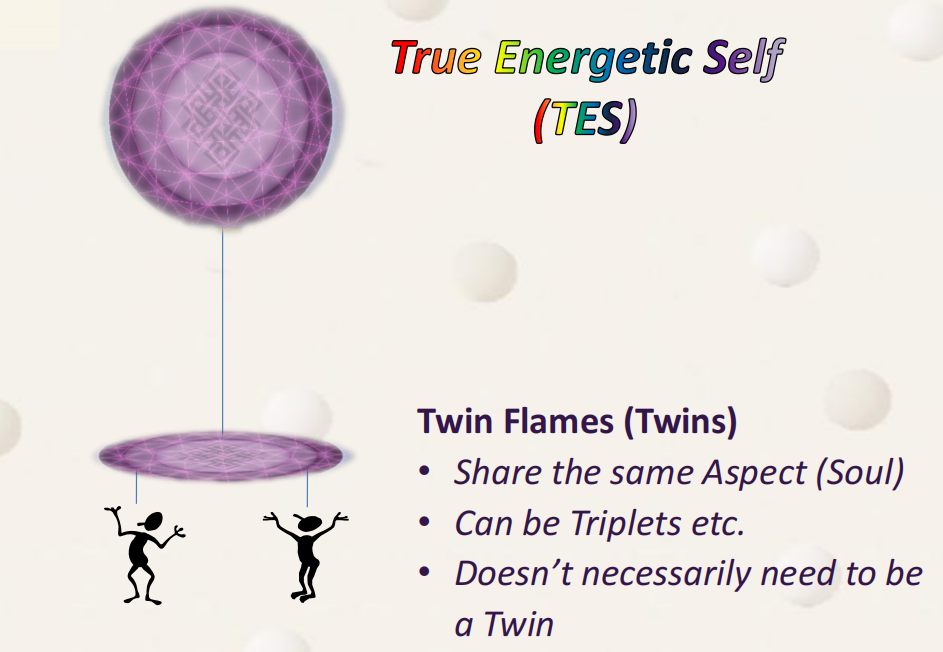 True Energetic Self
(TES)
Twin Flames (Twins)
• Share the same Aspect (Soul)
• Can be Triplets etc.
• Doesn’t necessarily need to be
a Twin